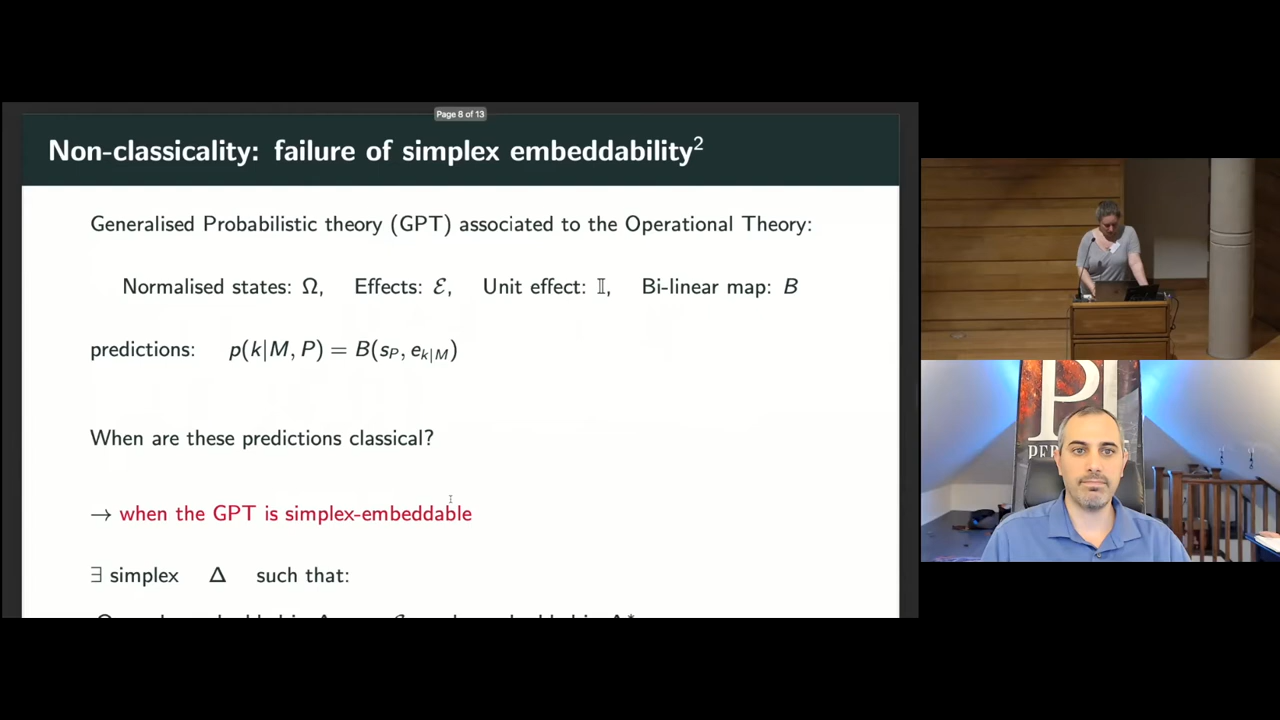 Page 8 of 13
Non-classicality: failure of simplex embeddability²
Generalised Probabilistic theory (GPT) associated to the Operational Theory:
Normalised states: Ω, Effects: ℰ, Unit effect: 𝕀, Bi-linear map: B
predictions: p(k|M, P) = B(s_P, e_{k|M})
When are these predictions classical?
→ when the GPT is simplex-embeddable
∃ simplex Δ such that:
PI